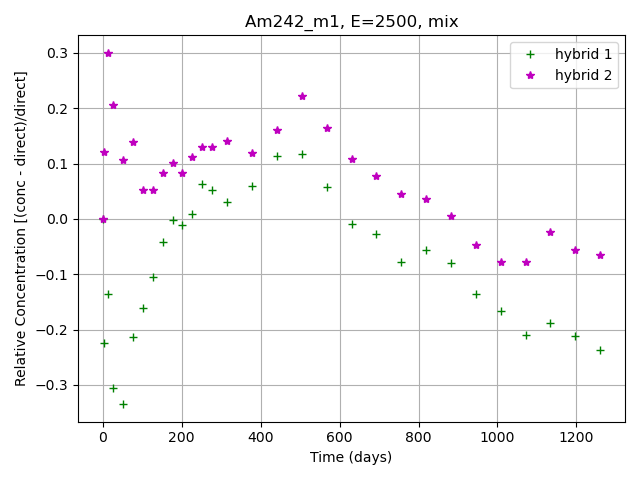 Am242_m1, E=2500, mix
Relative Concentration [(conc - direct)/direct]
0.3
0.2
0.1
0.0
−0.1
−0.2
−0.3
hybrid 1
hybrid 2
0 200 400 600 800 1000 1200
Time (days)